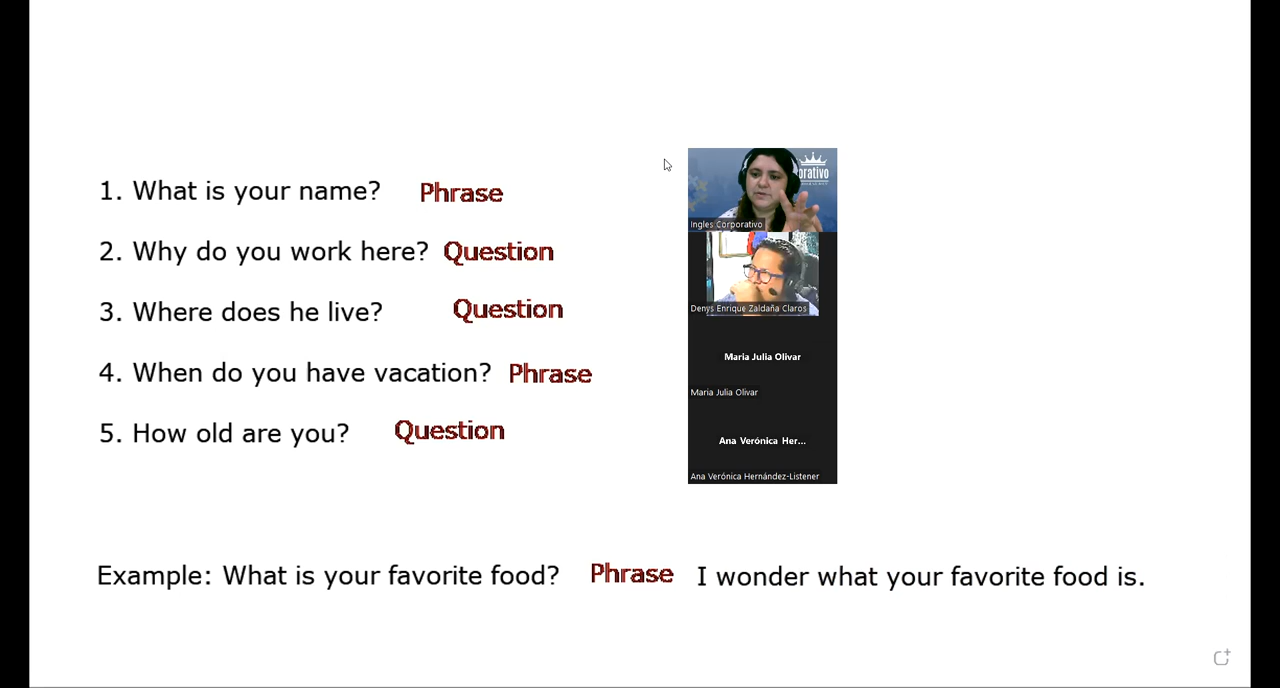 1. What is your name? Phrase
2. Why do you work here? Question
3. Where does he live? Question
4. When do you have vacation? Phrase
5. How old are you? Question
orativo
Ingles Corporativo
Denys Enrique Zaldaña Claros
Maria Julia Olivar
Maria Julia Olivar
Ana Verónica Her...
Ana Verónica Hernández-Listener
Example: What is your favorite food? Phrase I wonder what your favorite food is.